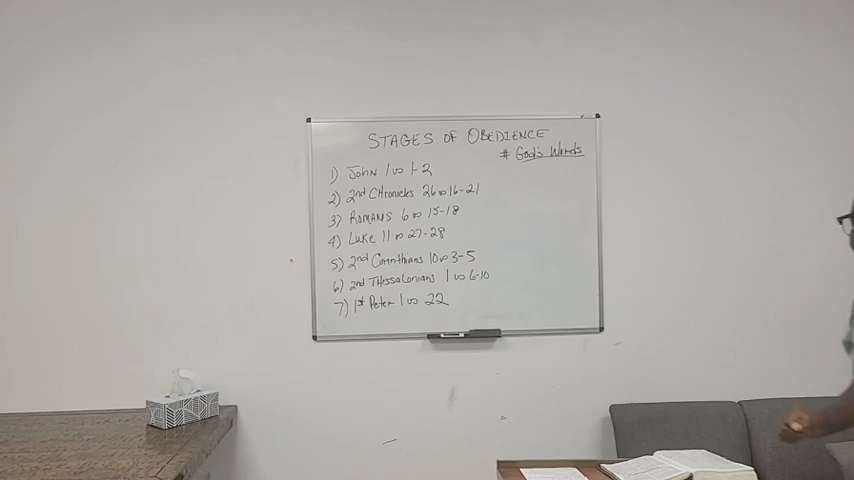 STAGES OF OBEDIENCE
# God's Words
1) John 1 vs 1-2
2) 2nd CHronicles 26 vs 16-21
3) ROMANS 6 vs 15-18
4) Luke 11 vs 27-28
5) 2nd Corinthians 10 vs 3-5
6) 2nd THessalonians 1 vs 6-10
7) 1st Peter 1 vs 22